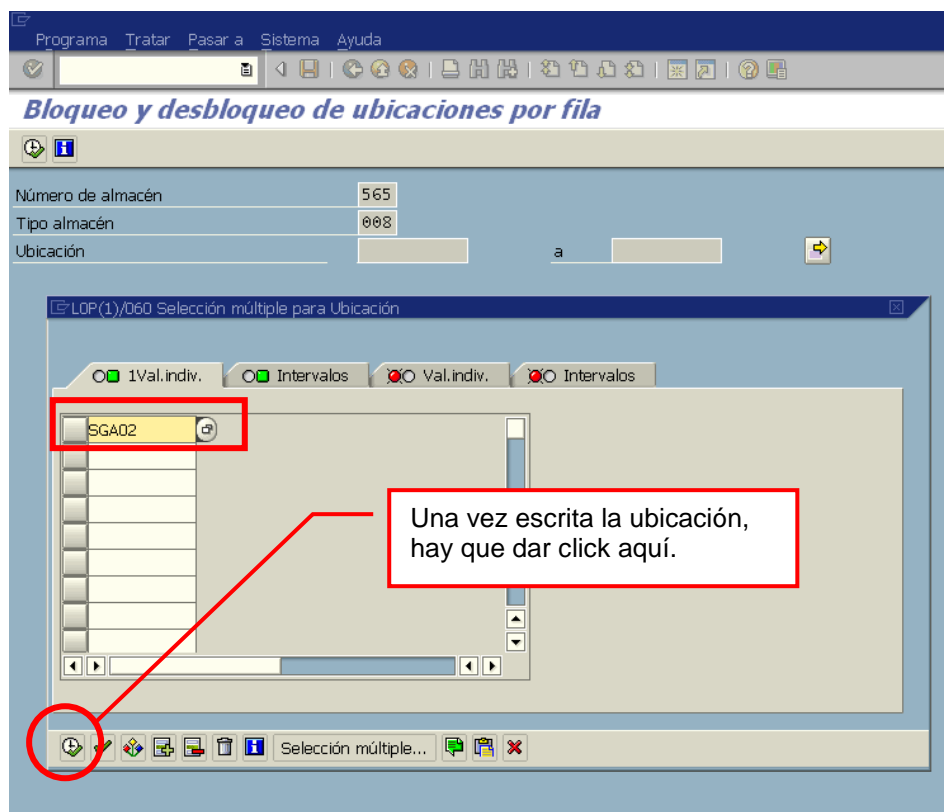 Programa Tratar Pasar a Sistema Ayuda
Bloqueo y desbloqueo de ubicaciones por fila
Número de almacén 565
Tipo almacén 008
Ubicación a
LOP(1)/060 Selección múltiple para Ubicación
1Val.indiv. Intervalos Val.indiv. Intervalos
SGA02
Una vez escrita la ubicación,
hay que dar click aquí.
Selección múltiple...